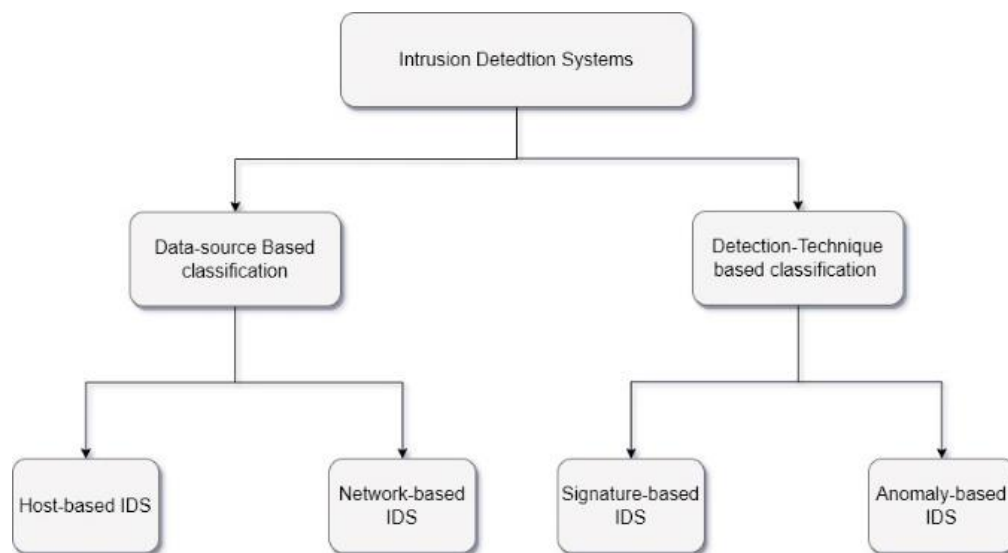 Intrusion Detedtion Systems
Data-source Based
classification
Detection-Technique
based classification
Host-based IDS
Network-based
IDS
Signature-based
IDS
Anomaly-based
IDS